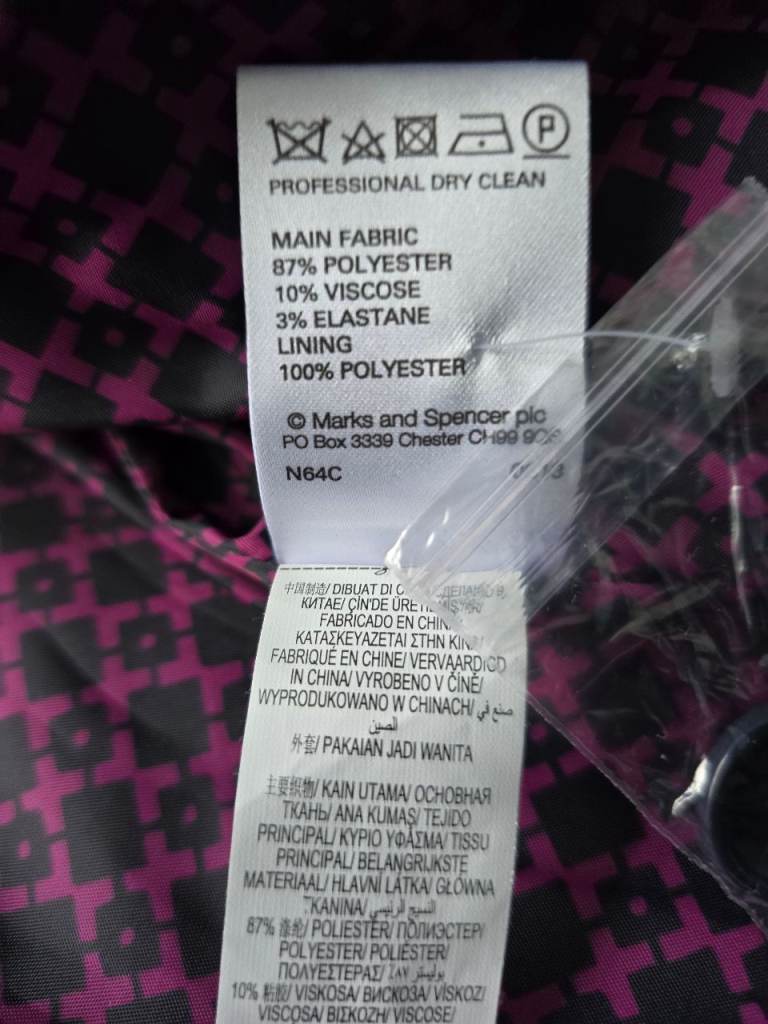 P
PROFESSIONAL DRY CLEAN
MAIN FABRIC
87% POLYESTER
10% VISCOSE
3% ELASTANE
LINING
100% POLYESTER
© Marks and Spencer plc
PO Box 3339 Chester CH99
N64C
中国制造/ DIBUAT DI
КИТАЕ/ ÇİN'DE
FABRICADO EN
ΚΑΤΑΣΚΕΥΑΖΕΤΑΙ ΣΤΗΝ
FABRIQUÉ EN CHINE/ VERVAARDIGD
IN CHINA/ VYROBENO V ČÍNĚ/
WYPRODUKOWANO W CHINACH/ صنع في
الصين
外套/ PAKAIAN JADI WANITA
主要织物/ KAIN UTAMA/ ОСНОВНАЯ
ТКАНЬ/ ANA KUMAŞ/ TEJIDO
PRINCIPAL/ ΚΥΡΙΟ ΥΦΑΣΜΑ/ TISSU
PRINCIPAL/ BELANGRIJKSTE
MATERIAAL/ HLAVNÍ LÁTKA/ GŁÓWNA
TKANINA/ النسيج الرئيسي:
87% 涤纶/ POLIESTER/ ПОЛИЭСТЕР/
POLYESTER/ POLIÉSTER/
ΠΟΛΥΕΣΤΕΡΑΣ/ بوليستر ٨٧٪
10% 粘胶/ VISKOSA/ ВИСКОЗА/ VİSKOZ/
VISCOSA/ ΒΙΣΚΟΖΗ/ VISCOSE/